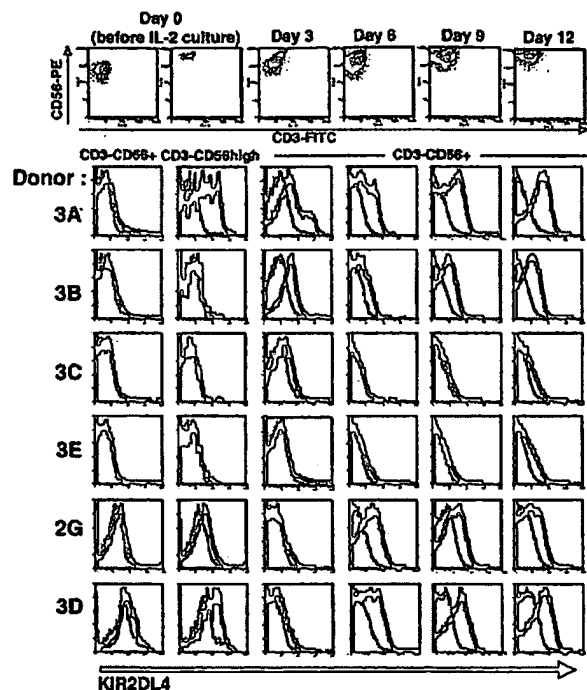 Day 0
(before IL-2 culture)
Day 3
Day 6
Day 9
Day 12
CD56-PE
CD3-FITC
CD3-CD56+ CD3-CD56high
CD3-CD56+
Donor :
3A
3B
3C
3E
2G
3D
KIR2DL4